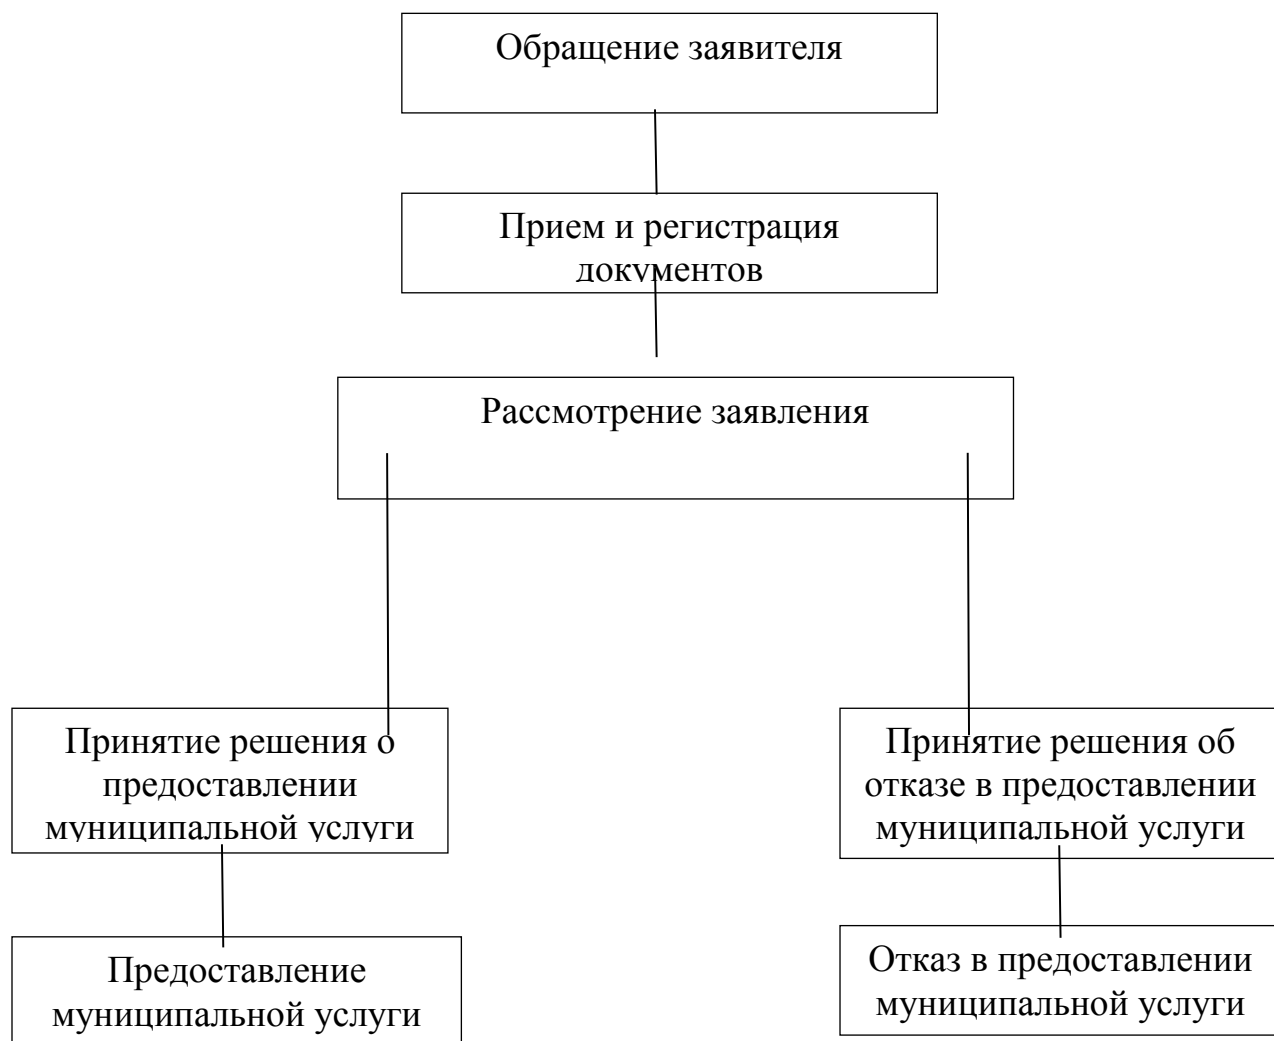 Обращение заявителя
Прием и регистрация
документов
Рассмотрение заявления
Принятие решения о
предоставлении
муниципальной услуги
Принятие решения об
отказе в предоставлении
муниципальной услуги
Предоставление
муниципальной услуги
Отказ в предоставлении
муниципальной услуги